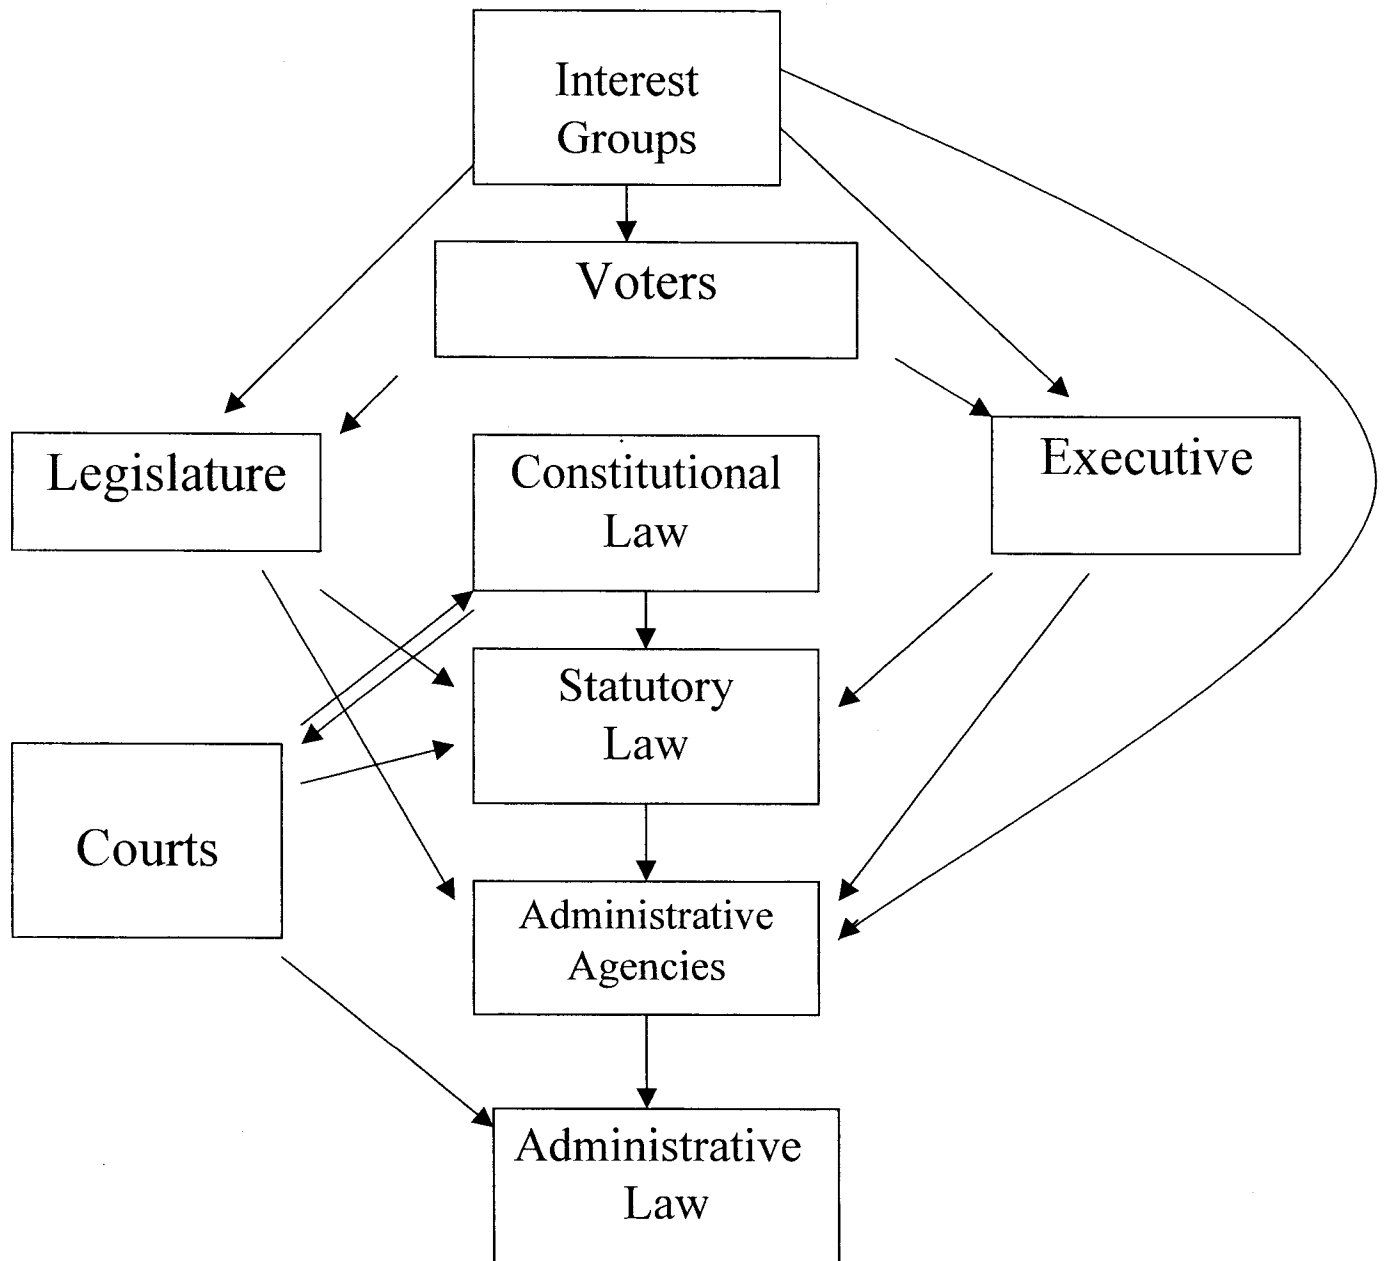 Interest
Groups
Voters
Legislature
Constitutional
Law
Executive
Statutory
Law
Courts
Administrative
Agencies
Administrative
Law